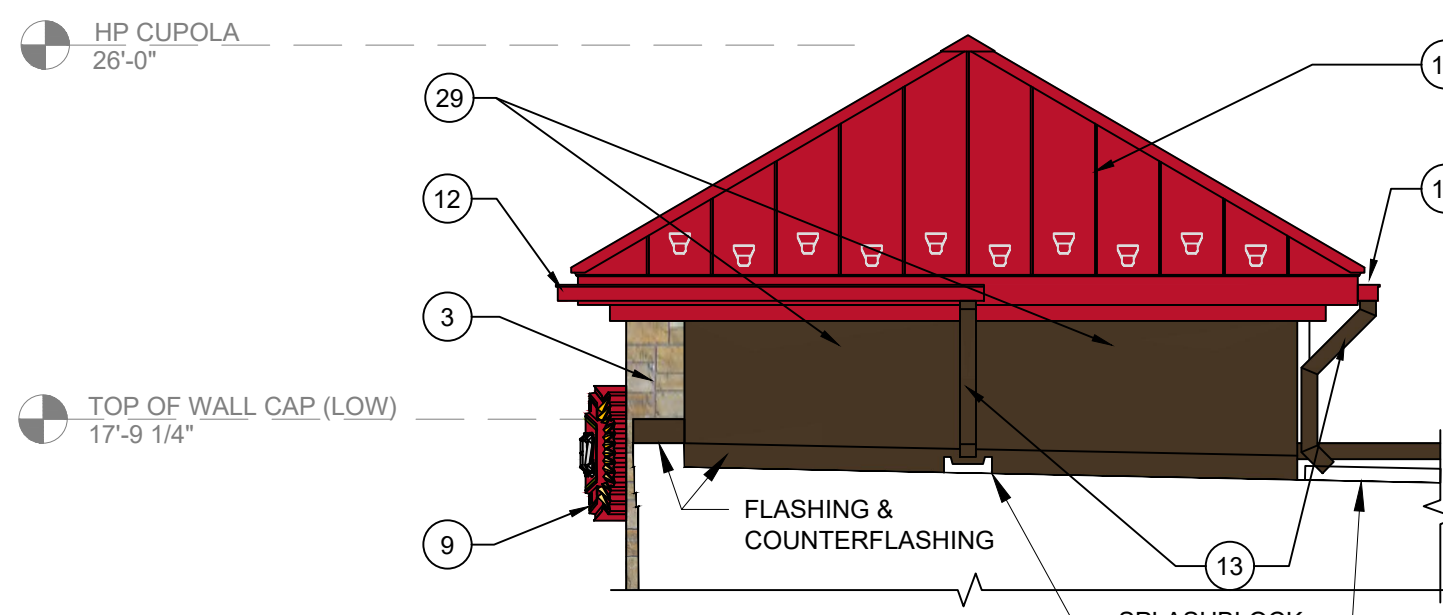 HP CUPOLA
26'-0"
29
12
3
TOP OF WALL CAP (LOW)
17'-9 1/4"
FLASHING &
COUNTERFLASHING
9
13